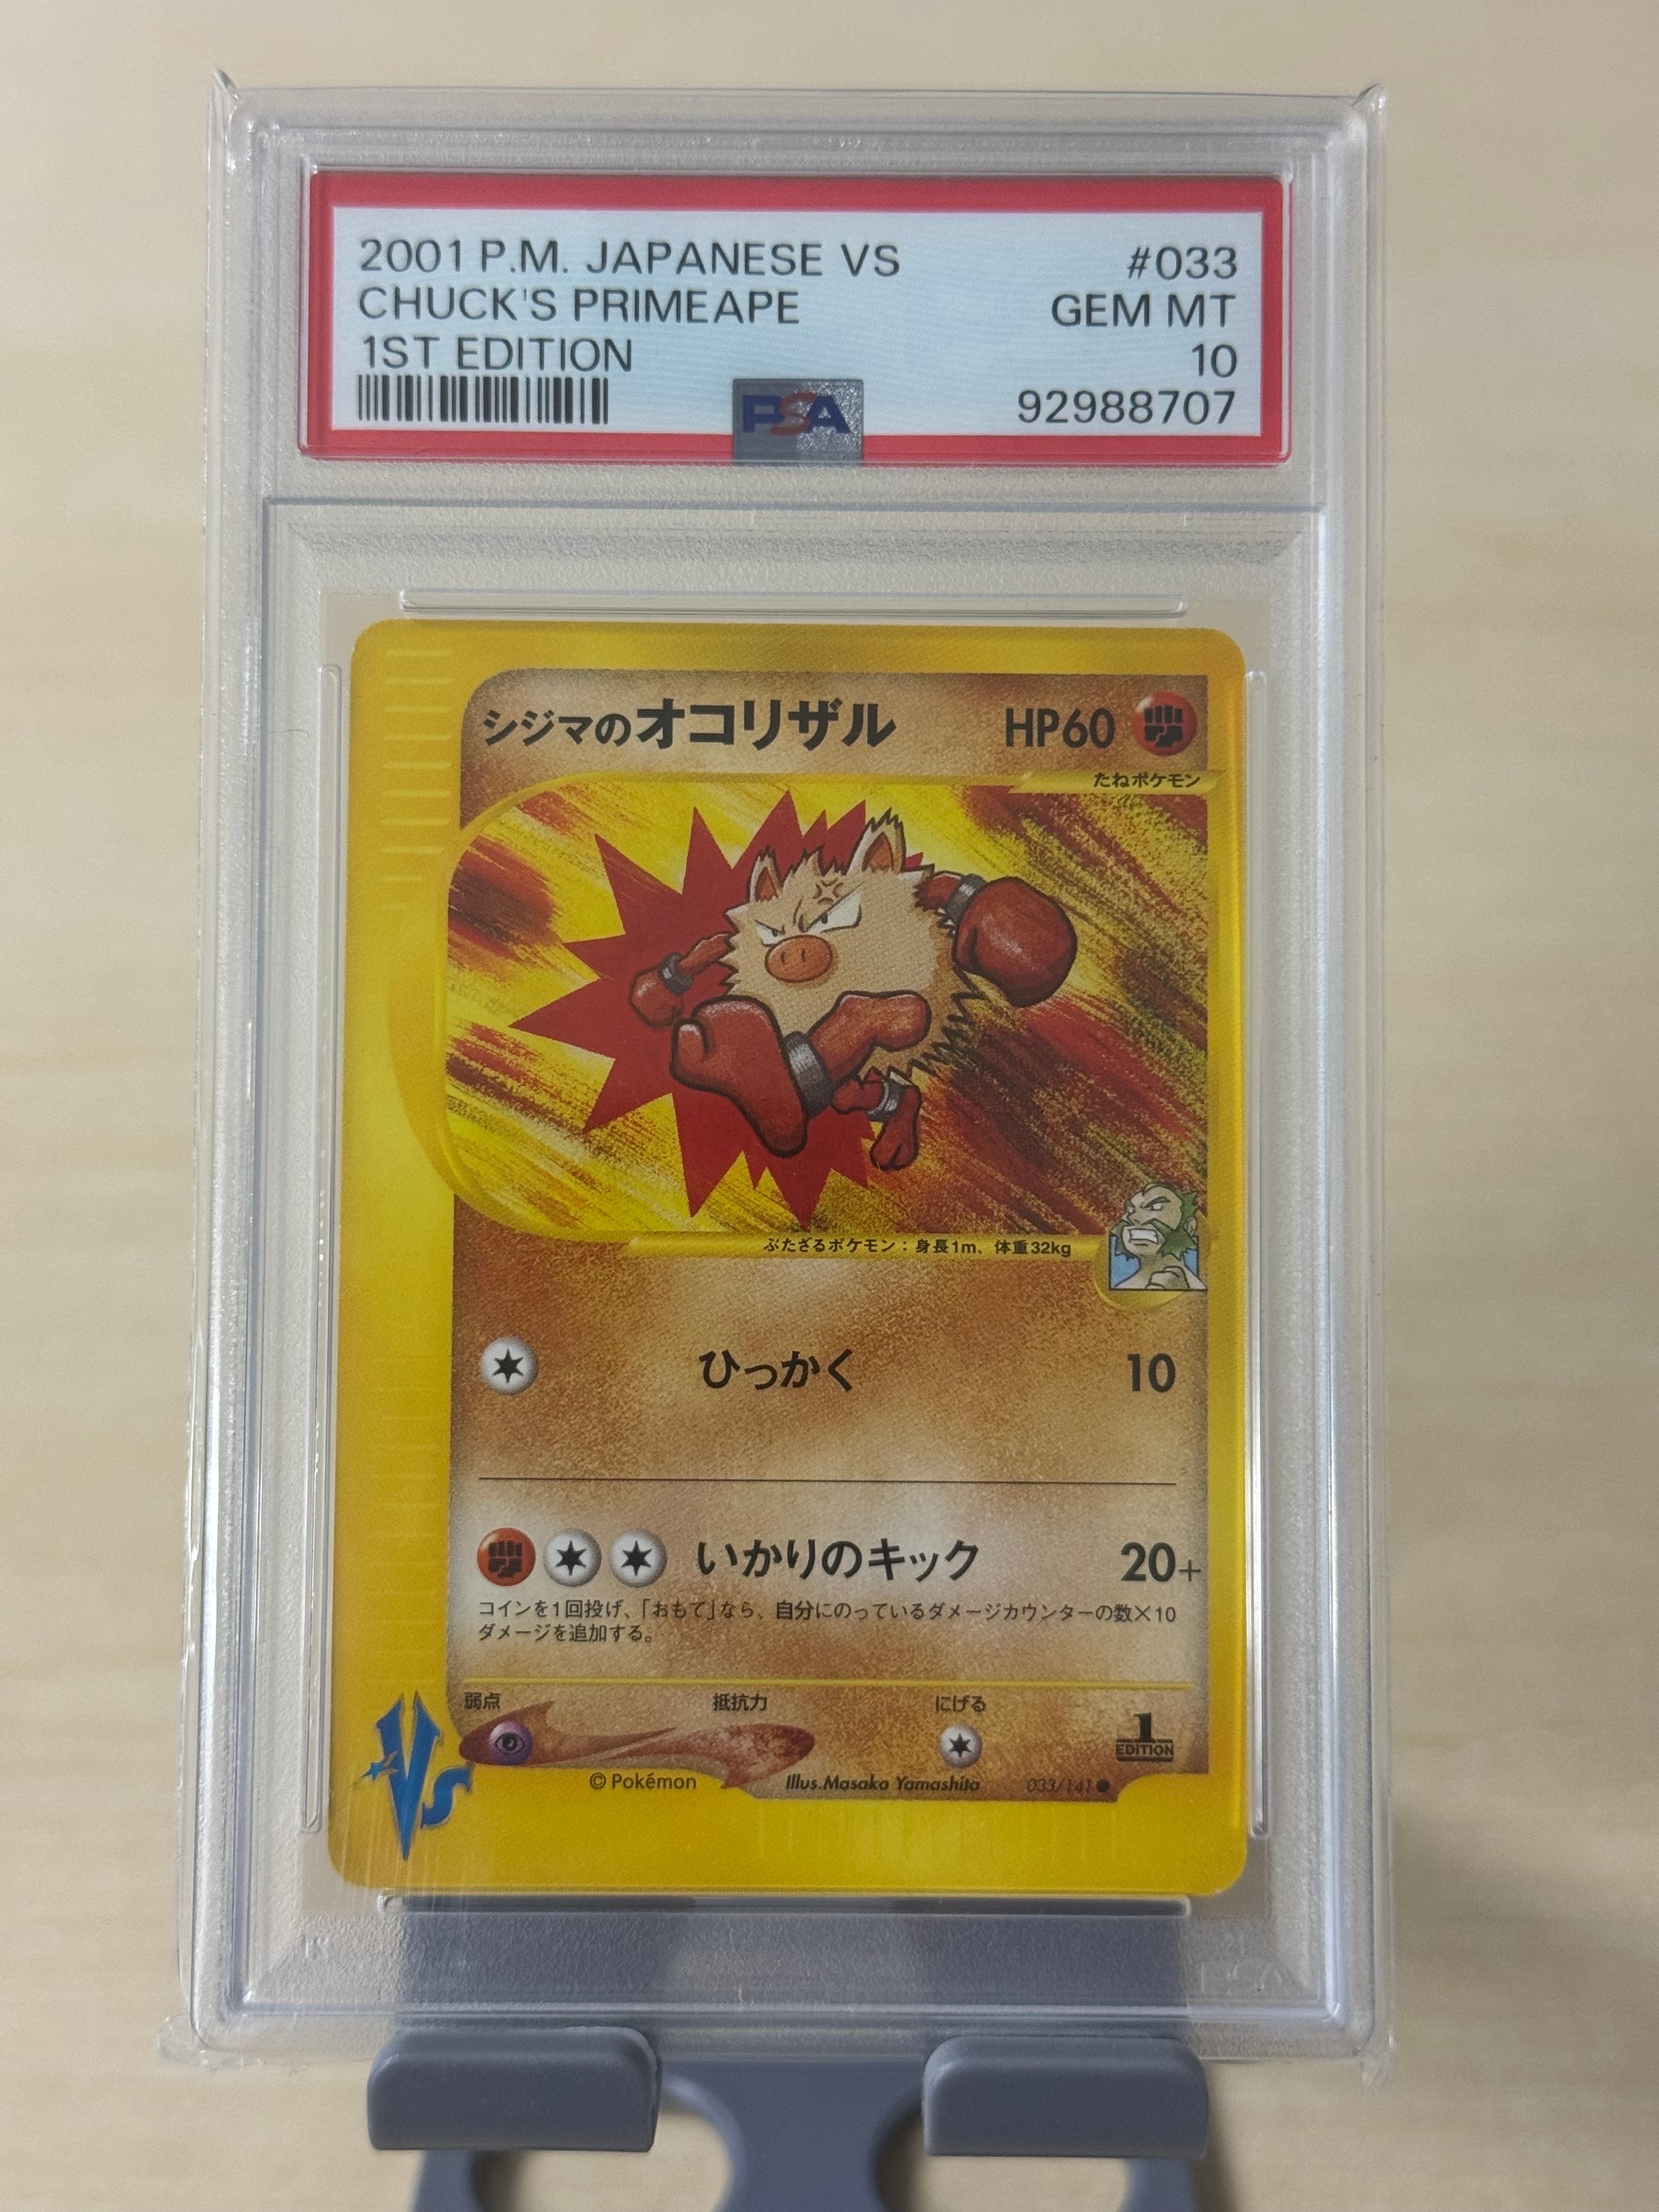 2001 P.M. JAPANESE VS #033
CHUCK'S PRIMEAPE GEM MT
1ST EDITION 10
PSA 92988707
シジマのオコリザル HP60
たねポケモン
ぶたざるポケモン：身長1m、体重32kg
ひっかく 10
いかりのキック 20+
コインを1回投げ、「おもて」なら、自分にのっているダメージカウンターの数×10
ダメージを追加する。
弱点 抵抗力 にげる
1
EDITION
VS
© Pokémon Illus.Masako Yamashita 033/141●